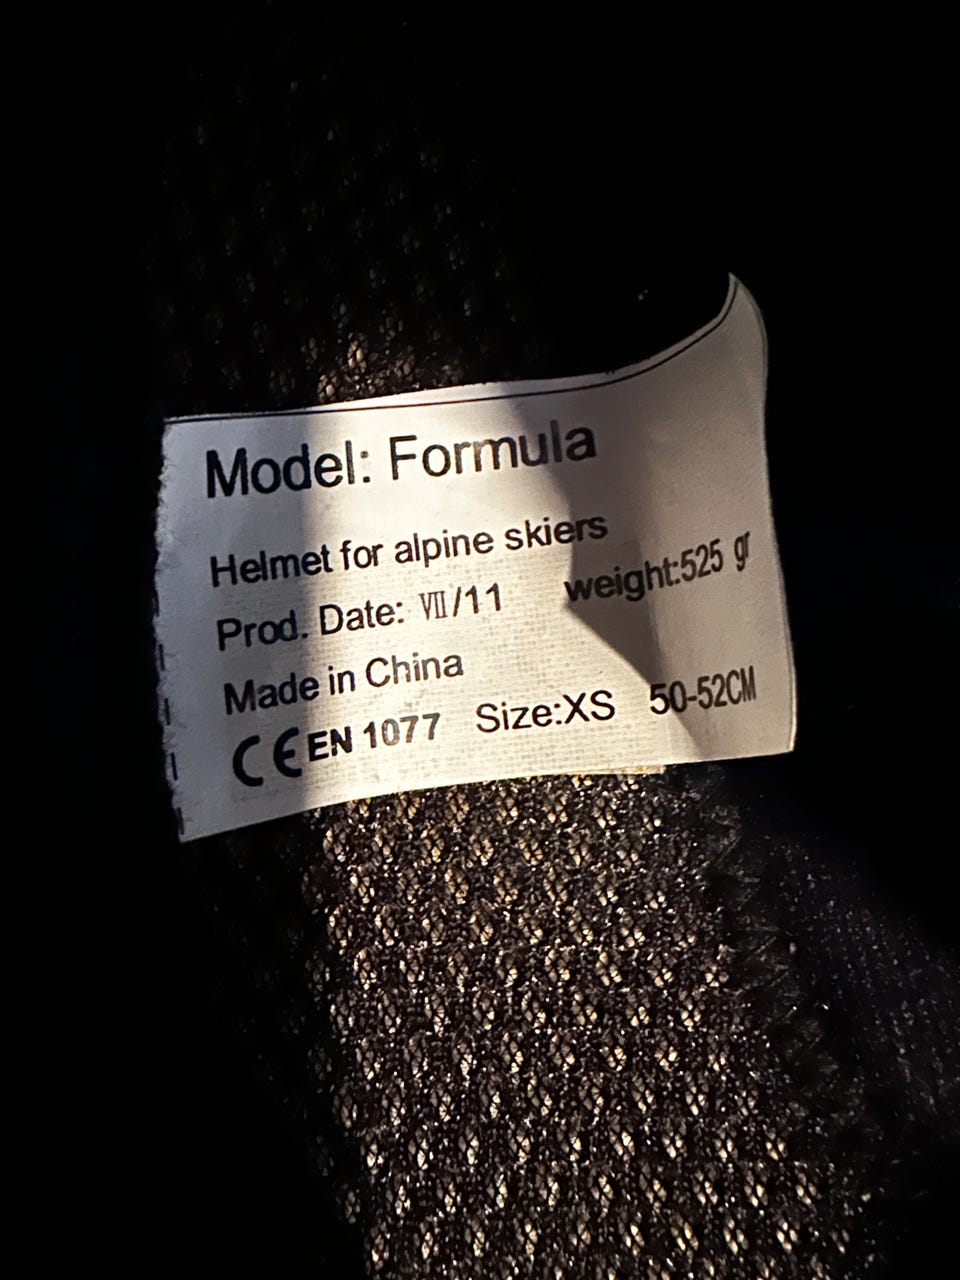 Model: Formula
Helmet for alpine skiers
Prod. Date: Ⅶ/11 weight:525 gr
Made in China
CE EN 1077 Size:XS 50-52CM